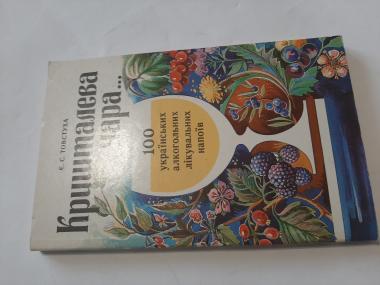 Є. С. ТОВСТУХА
Кришталева
чара...
100
українських
алкогольних
лікувальних
напоїв